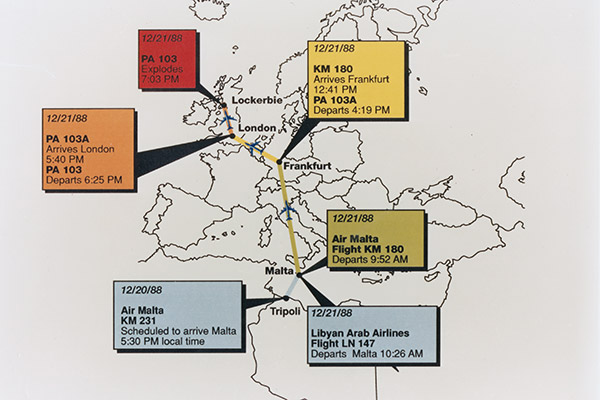 12/21/88
PA 103
Explodes
7:03 PM
12/21/88
KM 180
Arrives Frankfurt
12:41 PM
PA 103A
Departs 4:19 PM
Lockerbie
12/21/88
PA 103A
Arrives London
5:40 PM
PA 103
Departs 6:25 PM
London
Frankfurt
12/21/88
Air Malta
Flight KM 180
Departs 9:52 AM
Malta
12/20/88
Air Malta
KM 231
Scheduled to arrive Malta
5:30 PM local time
Tripoli
12/21/88
Libyan Arab Airlines
Flight LN 147
Departs Malta 10:26 AM